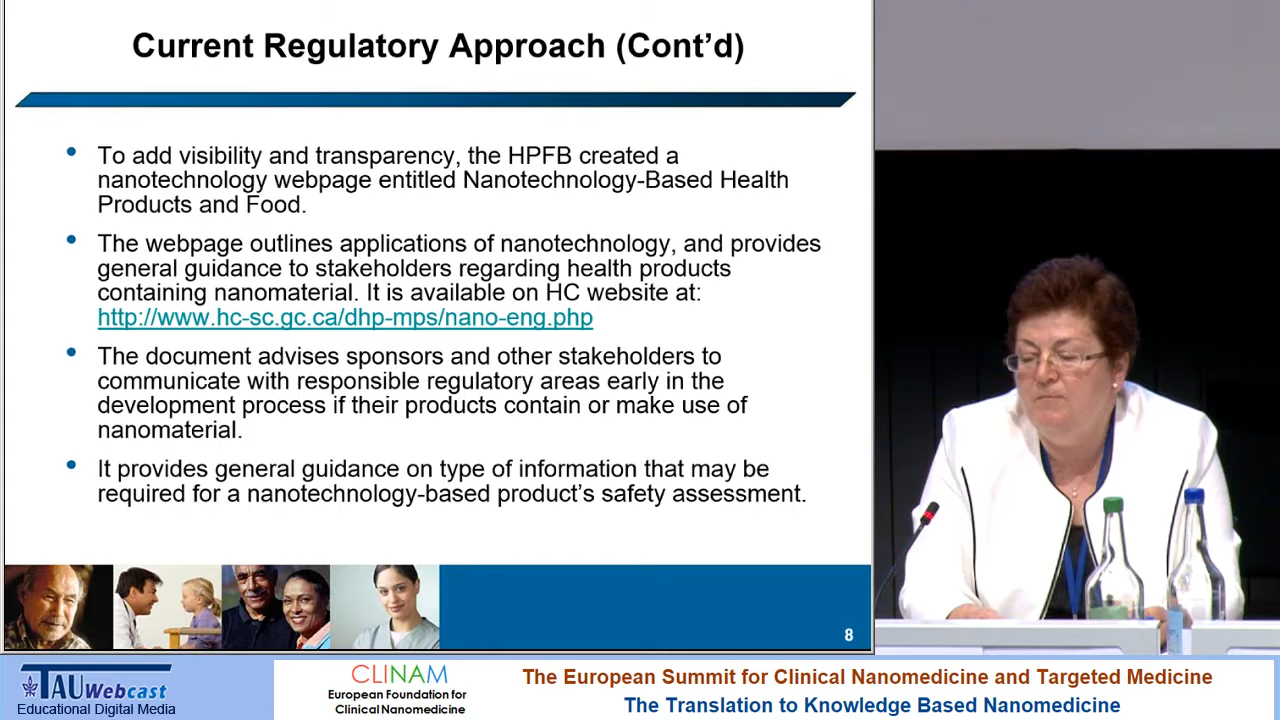 Current Regulatory Approach (Cont'd)
• To add visibility and transparency, the HPFB created a
nanotechnology webpage entitled Nanotechnology-Based Health
Products and Food.
• The webpage outlines applications of nanotechnology, and provides
general guidance to stakeholders regarding health products
containing nanomaterial. It is available on HC website at:
http://www.hc-sc.gc.ca/dhp-mps/nano-eng.php
• The document advises sponsors and other stakeholders to
communicate with responsible regulatory areas early in the
development process if their products contain or make use of
nanomaterial.
• It provides general guidance on type of information that may be
required for a nanotechnology-based product's safety assessment.
8
TAU Webcast
Educational Digital Media
CLINAM
European Foundation for
Clinical Nanomedicine
The European Summit for Clinical Nanomedicine and Targeted Medicine
The Translation to Knowledge Based Nanomedicine